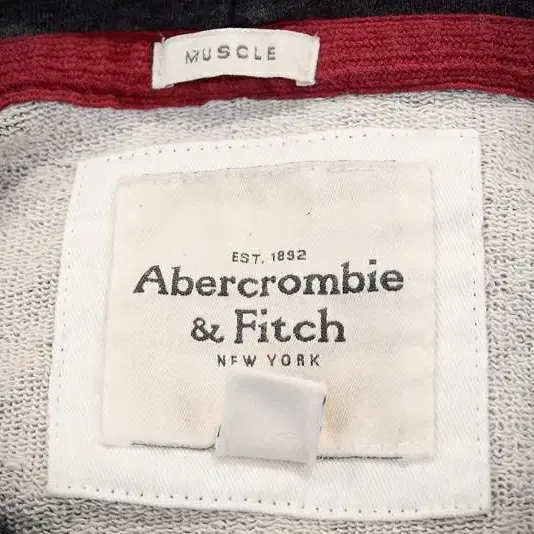 MUSCLE
EST. 1892
Abercrombie
& Fitch
NEW YORK